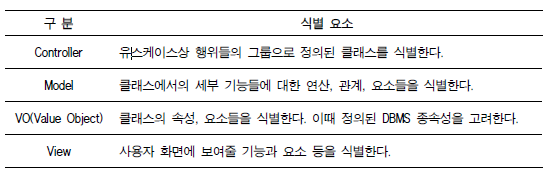 구 분 식별 요소
Controller 유스케이스상 행위들의 그룹으로 정의된 클래스를 식별한다.
Model 클래스에서의 세부 기능들에 대한 연산, 관계, 요소들을 식별한다.
VO(Value Object) 클래스의 속성, 요소들을 식별한다. 이때 정의된 DBMS 종속성을 고려한다.
View 사용자 화면에 보여줄 기능과 요소 등을 식별한다.